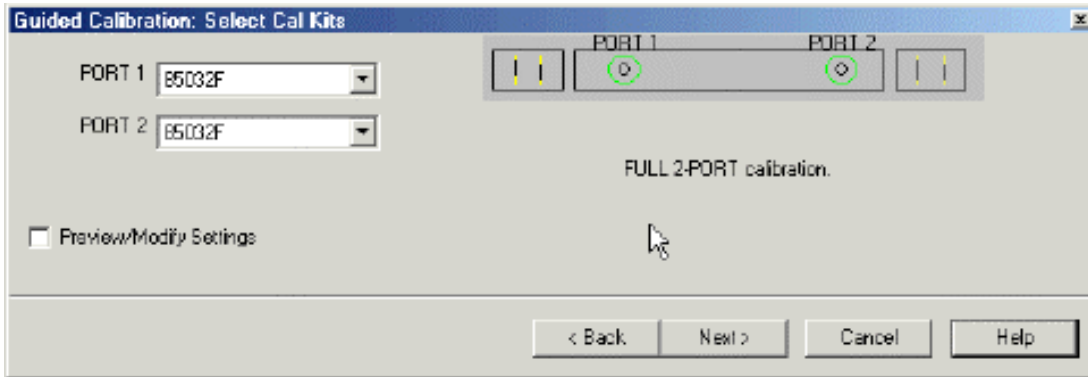 Guided Calibration: Select Cal Kits
PORT 1
85032F
PORT 2
85032F
PORT 1
PORT 2
FULL 2-PORT calibration.
Preview/Modify Settings
< Back
Next >
Cancel
Help